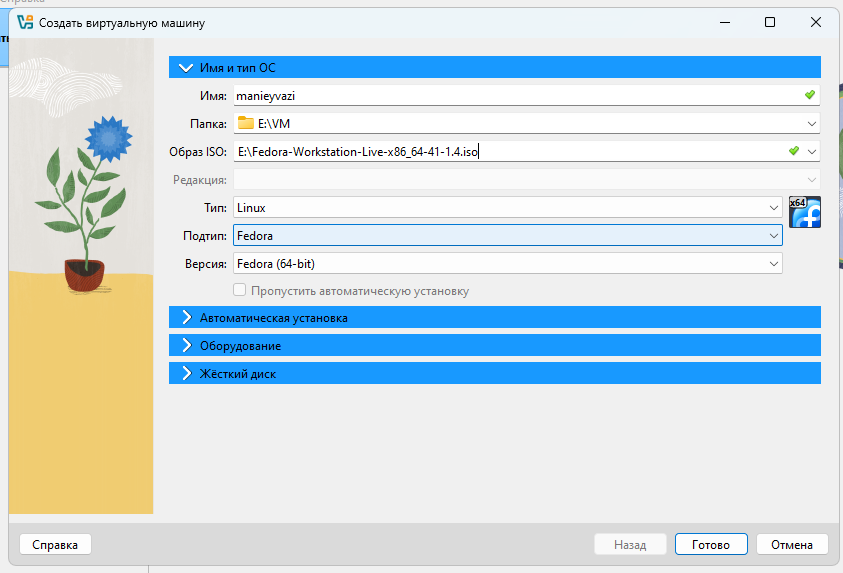 Справка
Создать виртуальную машину
Имя и тип ОС
Имя: manieyvazi
Папка: E:\VM
Образ ISO: E:\Fedora-Workstation-Live-x86_64-41-1.4.iso
Редакция:
Тип: Linux
x64
Подтип: Fedora
Версия: Fedora (64-bit)
Пропустить автоматическую установку
Автоматическая установка
Оборудование
Жёсткий диск
Справка Назад Готово Отмена